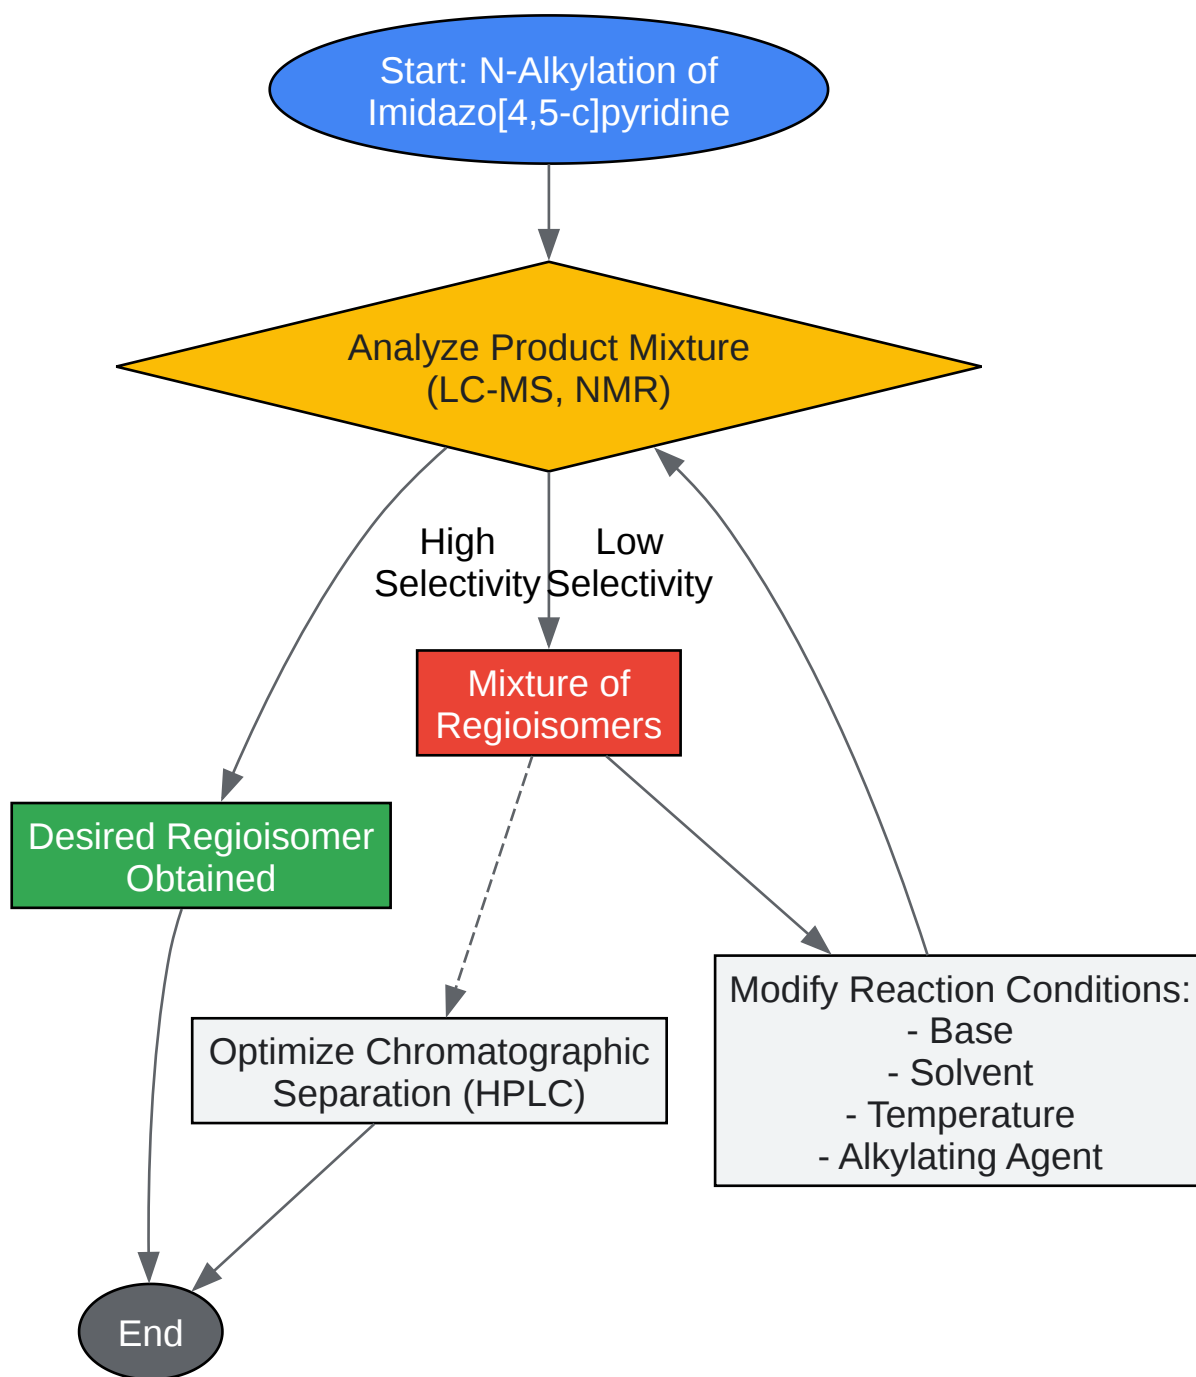 Start: N-Alkylation of
Imidazo[4,5-c]pyridine
Analyze Product Mixture
(LC-MS, NMR)
High
Selectivity
Low
Selectivity
Mixture of
Regioisomers
Desired Regioisomer
Obtained
Modify Reaction Conditions:
- Base
- Solvent
- Temperature
- Alkylating Agent
Optimize Chromatographic
Separation (HPLC)
End